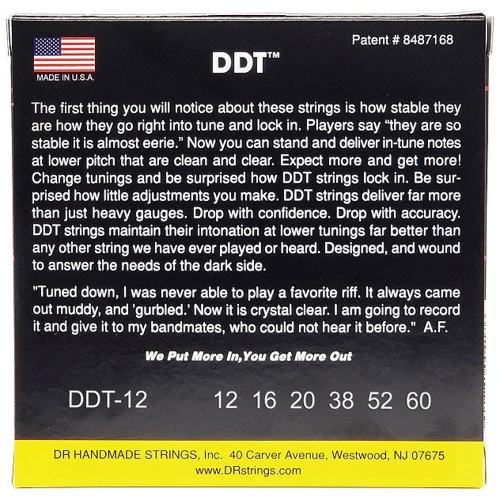 Patent # 8487168
MADE IN U.S.A.
DDT™
The first thing you will notice about these strings is how stable they
are how they go right into tune and lock in. Players say "they are so
stable it is almost eerie." Now you can stand and deliver in-tune notes
at lower pitch that are clean and clear. Expect more and get more!
Change tunings and be surprised how DDT strings lock in. Be sur-
prised how little adjustments you make. DDT strings deliver far more
than just heavy gauges. Drop with confidence. Drop with accuracy.
DDT strings maintain their intonation at lower tunings far better than
any other string we have ever played or heard. Designed, and wound
to answer the needs of the dark side.
"Tuned down, I was never able to play a favorite riff. It always came
out muddy, and 'gurbled.' Now it is crystal clear. I am going to record
it and give it to my bandmates, who could not hear it before." A.F.
We Put More In,You Get More Out
DDT-12 12 16 20 38 52 60
DR HANDMADE STRINGS, Inc. 40 Carver Avenue, Westwood, NJ 07675
www.DRstrings.com